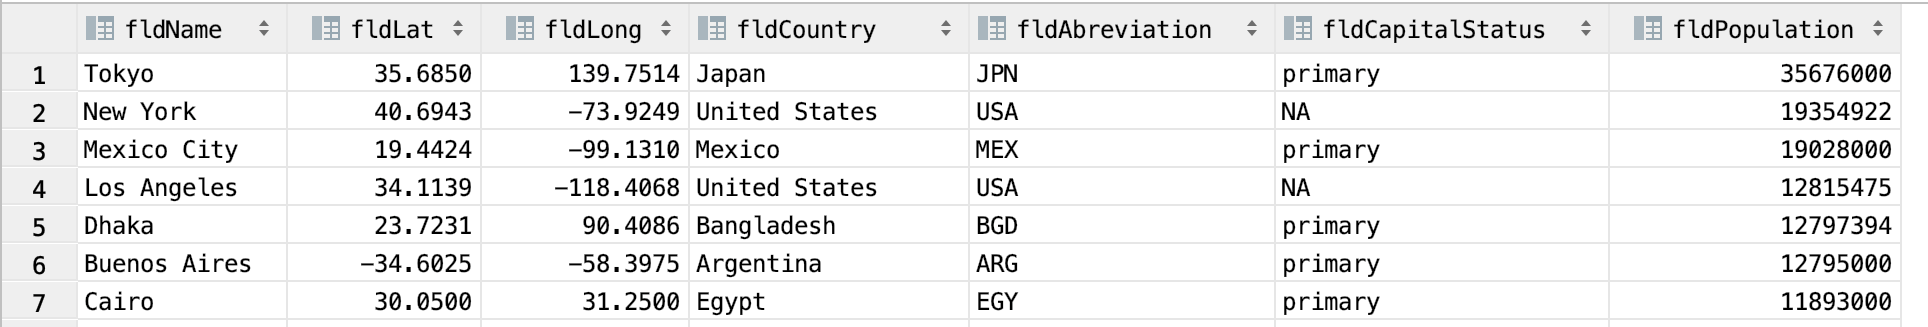 fldName fldLat fldLong fldCountry fldAbreviation fldCapitalStatus fldPopulation
1 Tokyo 35.6850 139.7514 Japan JPN primary 35676000
2 New York 40.6943 -73.9249 United States USA NA 19354922
3 Mexico City 19.4424 -99.1310 Mexico MEX primary 19028000
4 Los Angeles 34.1139 -118.4068 United States USA NA 12815475
5 Dhaka 23.7231 90.4086 Bangladesh BGD primary 12797394
6 Buenos Aires -34.6025 -58.3975 Argentina ARG primary 12795000
7 Cairo 30.0500 31.2500 Egypt EGY primary 11893000